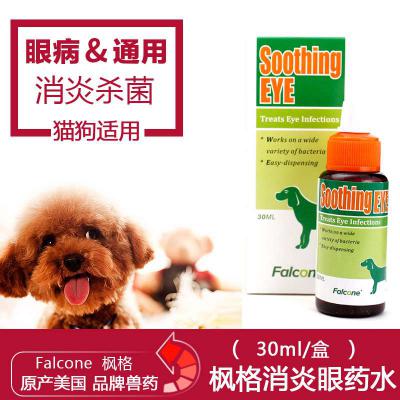 眼病&通用
消炎杀菌
猫狗适用
Soothing
EYE
Treats Eye Infections
• Works on a wide
variety of bacteria
• Easy-dispensing
30ML
Falcone
Soothing EYE
Treats Eye Infections
• Works on a wide
variety of bacteria
• Easy-dispensing
Falcone
Falcone 枫格
原产美国 品牌兽药
( 30ml/盒 )
枫格消炎眼药水